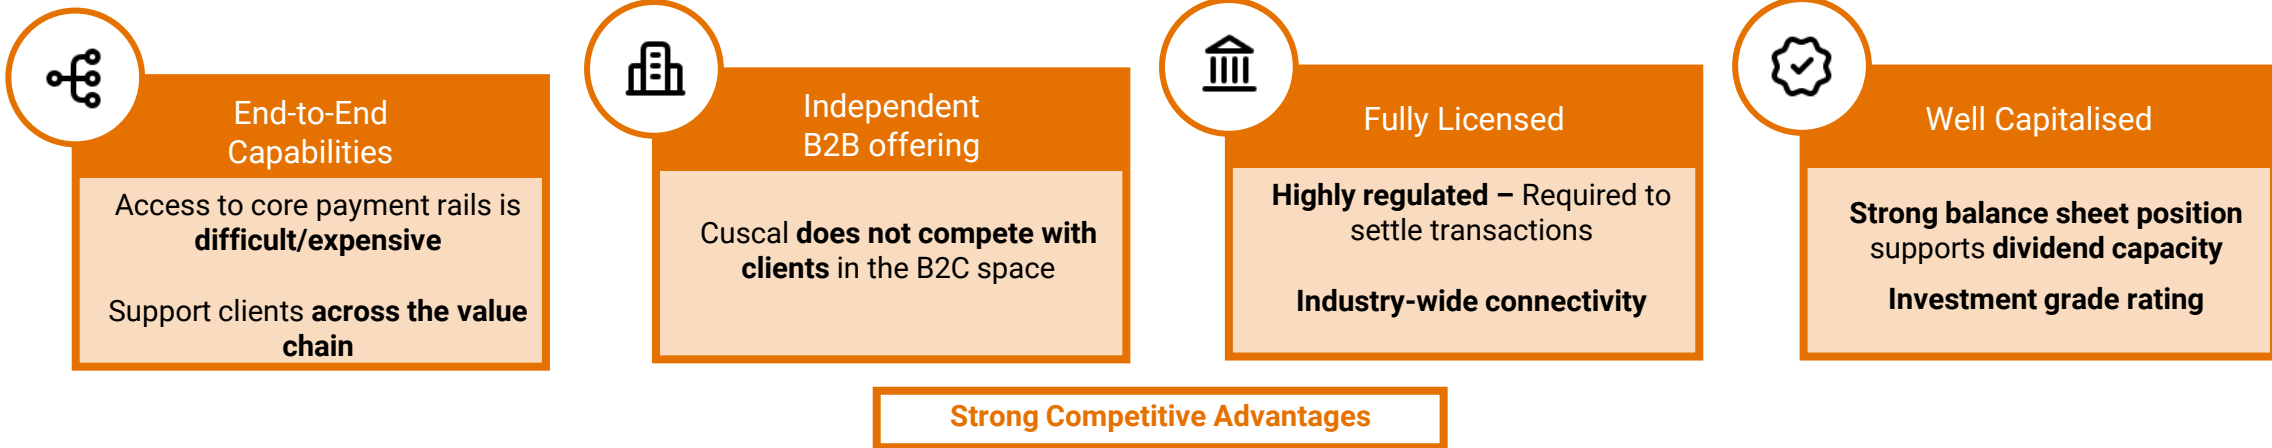 End-to-End
Capabilities
Access to core payment rails is
difficult/expensive
Support clients across the value
chain
Independent
B2B offering
Cuscal does not compete with
clients in the B2C space
Fully Licensed
Highly regulated – Required to
settle transactions
Industry-wide connectivity
Well Capitalised
Strong balance sheet position
supports dividend capacity
Investment grade rating
Strong Competitive Advantages